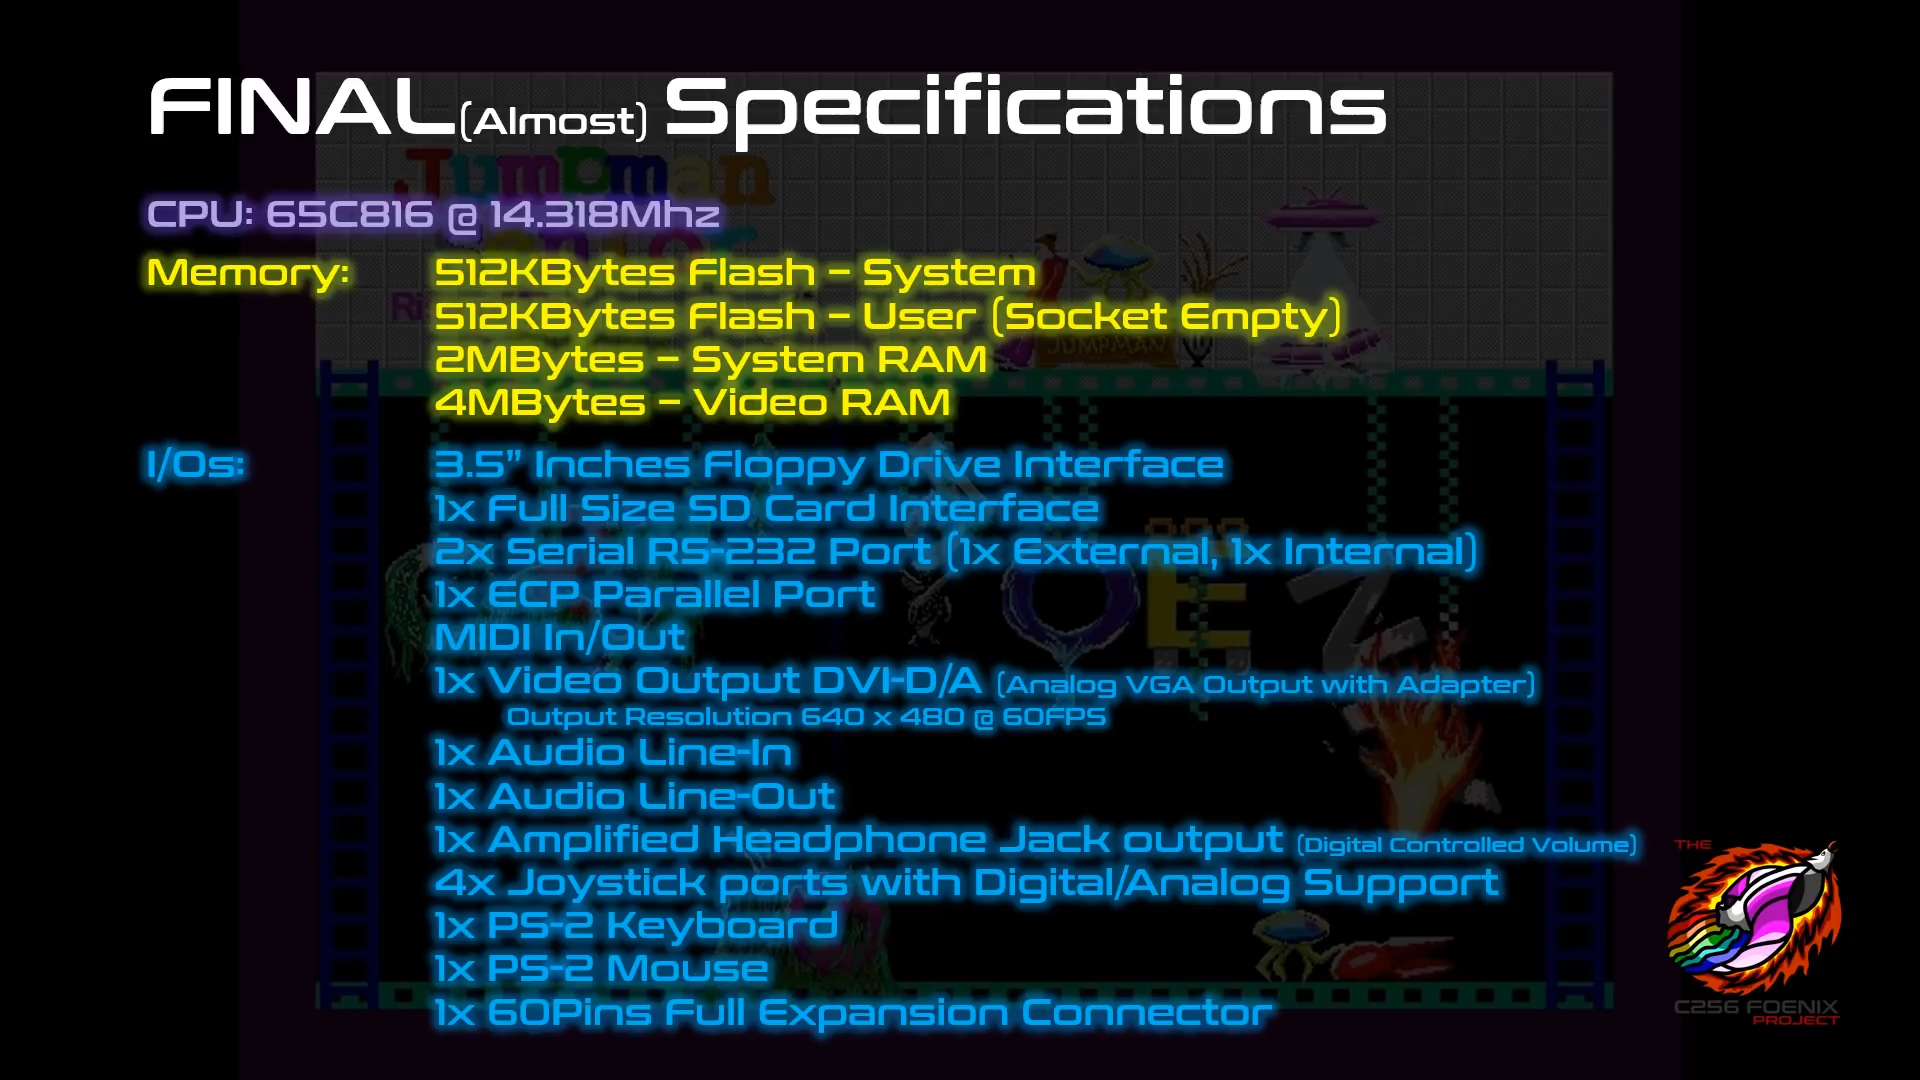 FINAL (Almost) Specifications
CPU: 65C816 @ 14.318Mhz
Memory: 512KBytes Flash – System
512KBytes Flash – User (Socket Empty)
2MBytes – System RAM
4MBytes – Video RAM
I/Os: 3.5” Inches Floppy Drive Interface
1x Full Size SD Card Interface
2x Serial RS-232 Port (1x External, 1x Internal)
1x ECP Parallel Port
MIDI In/Out
1x Video Output DVI-D/A (Analog VGA Output with Adapter)
Output Resolution 640 x 480 @ 60FPS
1x Audio Line-In
1x Audio Line-Out
1x Amplified Headphone Jack output (Digital Controlled Volume)
4x Joystick ports with Digital/Analog Support
1x PS-2 Keyboard
1x PS-2 Mouse
1x 60Pins Full Expansion Connector
Jumpman
JUMPMAN
THE
C256 FOENIX
PROJECT